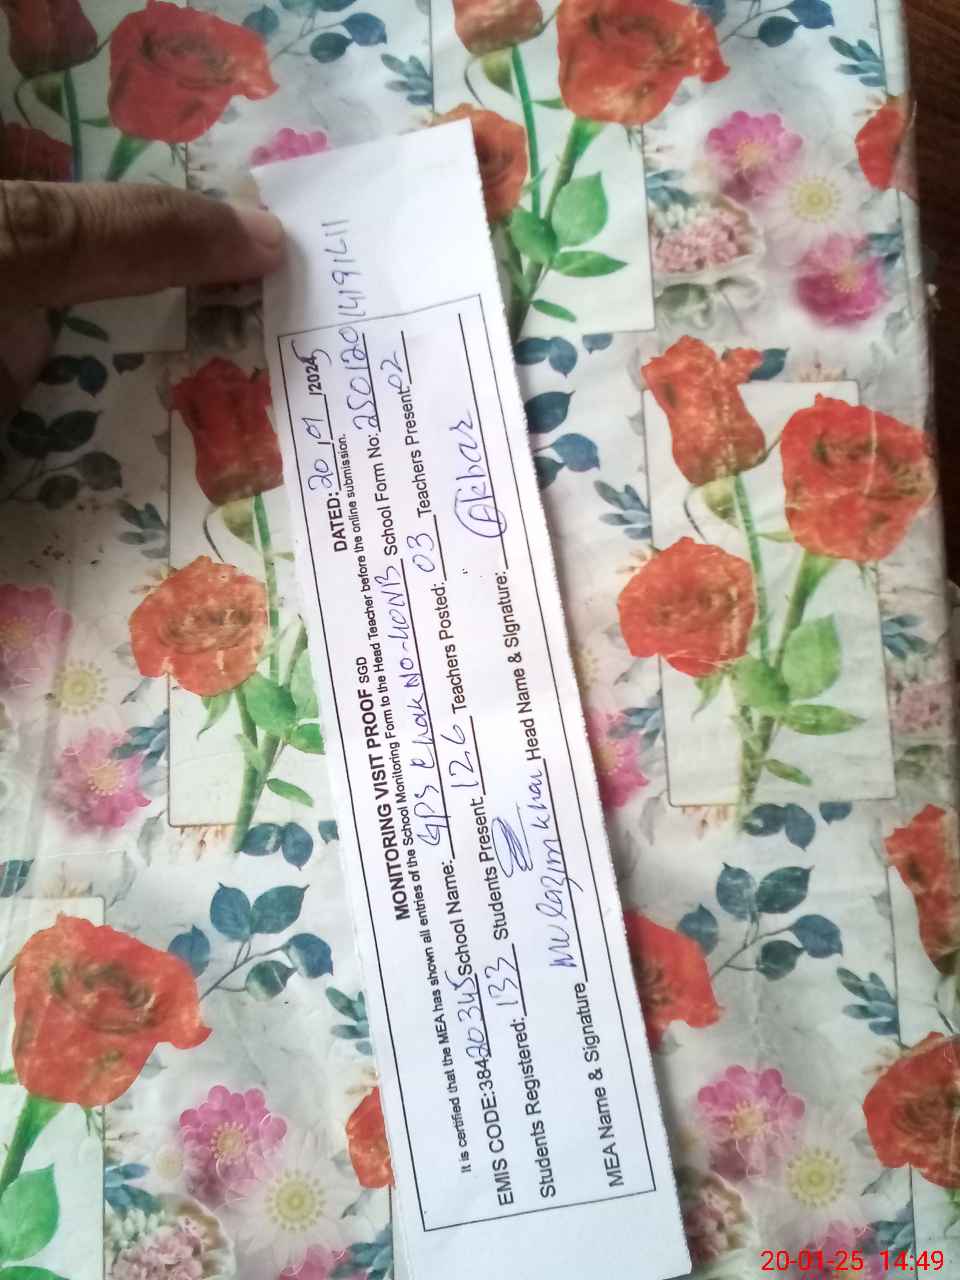 MONITORING VISIT PROOF SGD DATED: 20/01/2025
It is certified that the MEA has shown all entries of the School Monitoring Form to the Head Teacher before the online submission.
EMIS CODE:38420345 School Name: GPS Chak No-40NB School Form No: 250120141911411
Students Registered: 133 Students Present: 126 Teachers Posted: 03 Teachers Present 02
MEA Name & Signature Khan Head Name & Signature: Akbar
20-01-25 14:49